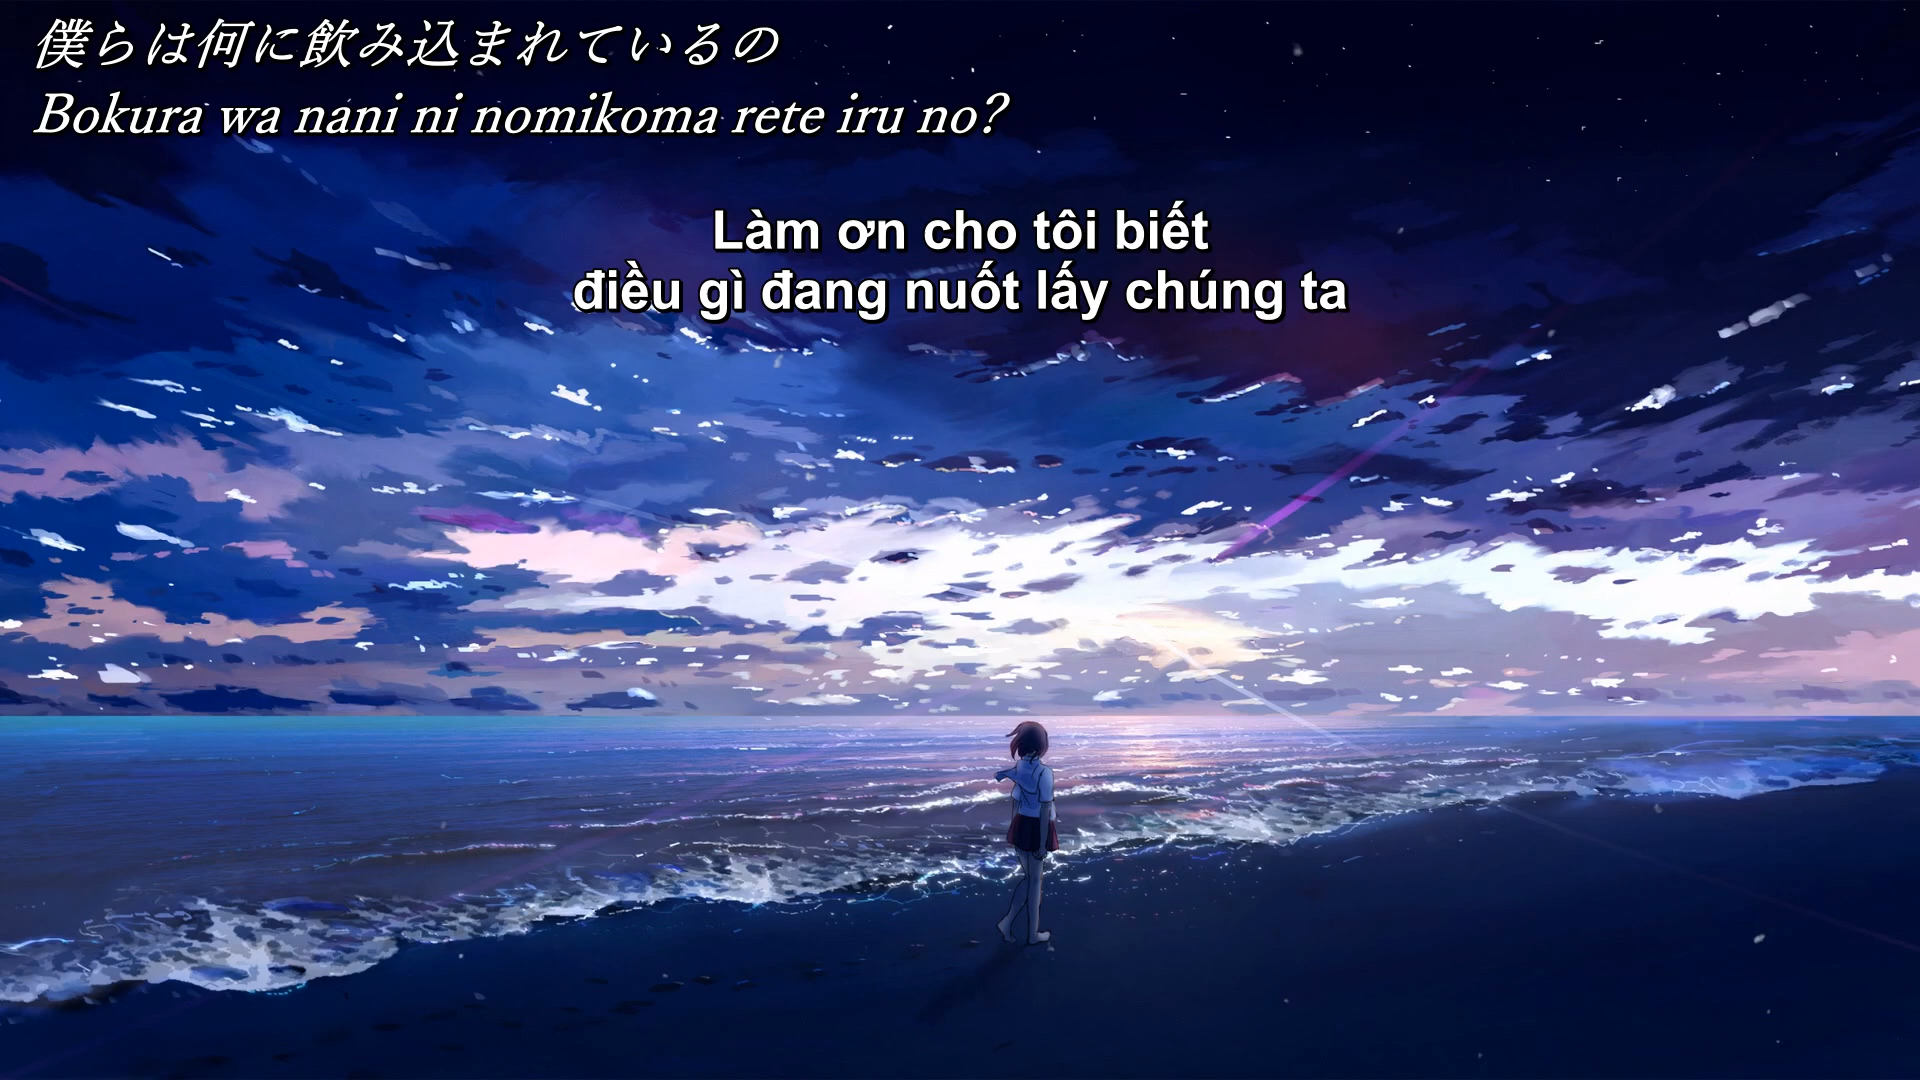 僕らは何に飲み込まれているの
Bokura wa nani ni nomikoma rete iru no?
Làm ơn cho tôi biết
điều gì đang nuốt lấy chúng ta